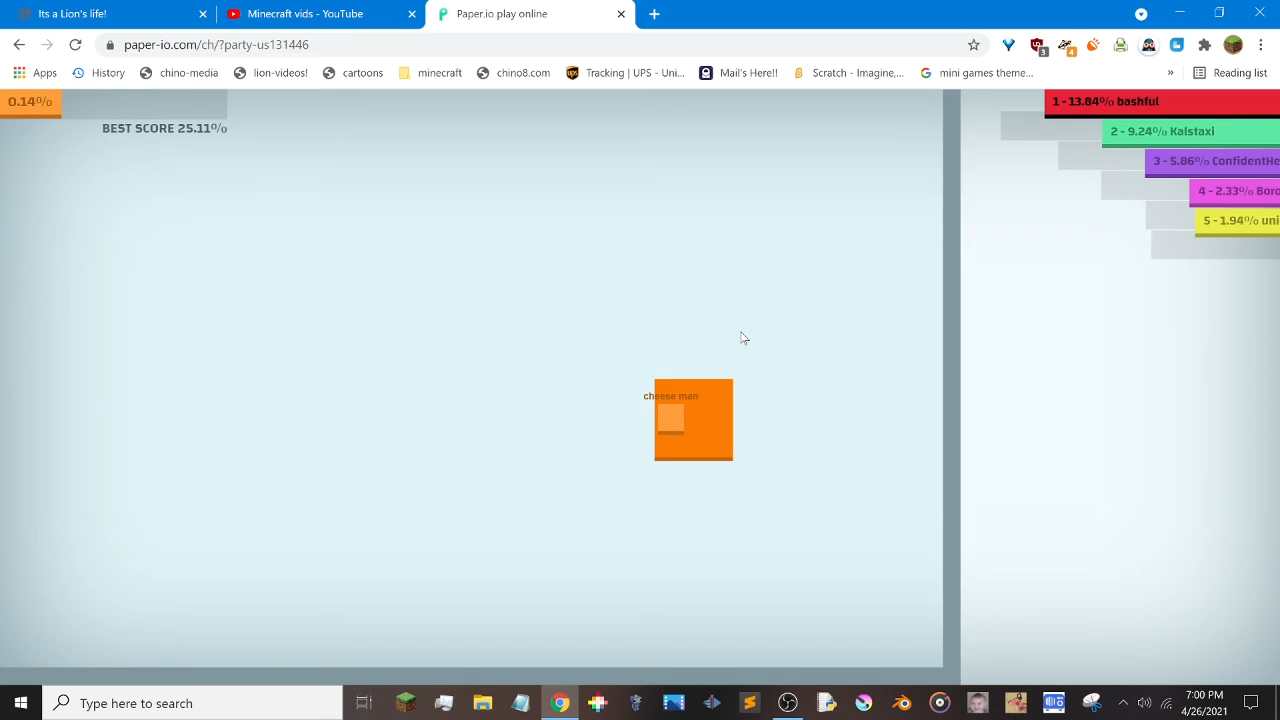 Its a Lion's life!
Minecraft vids - YouTube
Paper.io play online
paper-io.com/ch/?party-us131446
3
4
Apps
History
chino-media
lion-videos!
cartoons
minecraft
chino8.com
Tracking | UPS - Uni...
Mail's Here!!
Scratch - Imagine,...
mini games theme...
»
Reading list
0.14%
BEST SCORE 25.11%
1 - 13.84% bashful
2 - 9.24% Kalstaxi
3 - 5.86% ConfidentHe
4 - 2.33% Boro
5 - 1.94% uni
cheese man
Type here to search
7:00 PM
4/26/2021